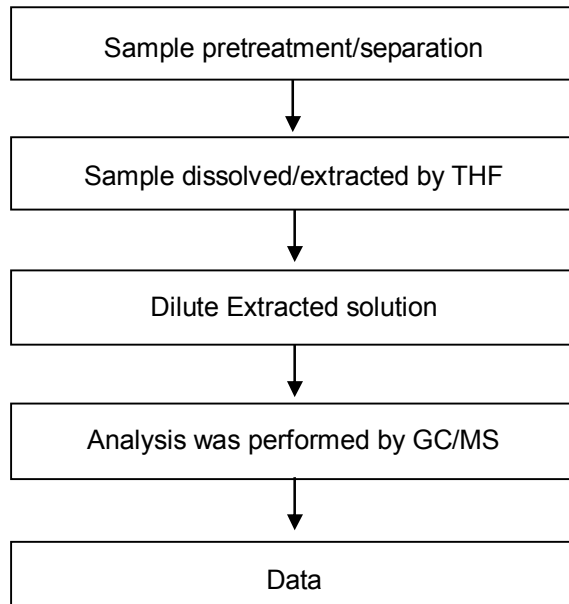 Sample pretreatment/separation
Sample dissolved/extracted by THF
Dilute Extracted solution
Analysis was performed by GC/MS
Data